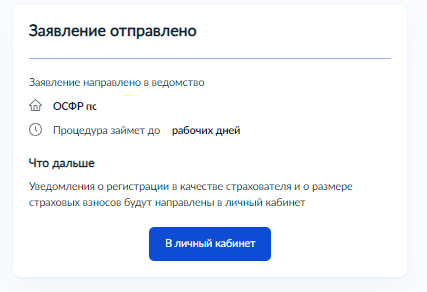 Заявление отправлено
Заявление направлено в ведомство
ОСФР пс
Процедура займет до рабочих дней
Что дальше
Уведомления о регистрации в качестве страхователя и о размере
страховых взносов будут направлены в личный кабинет
В личный кабинет